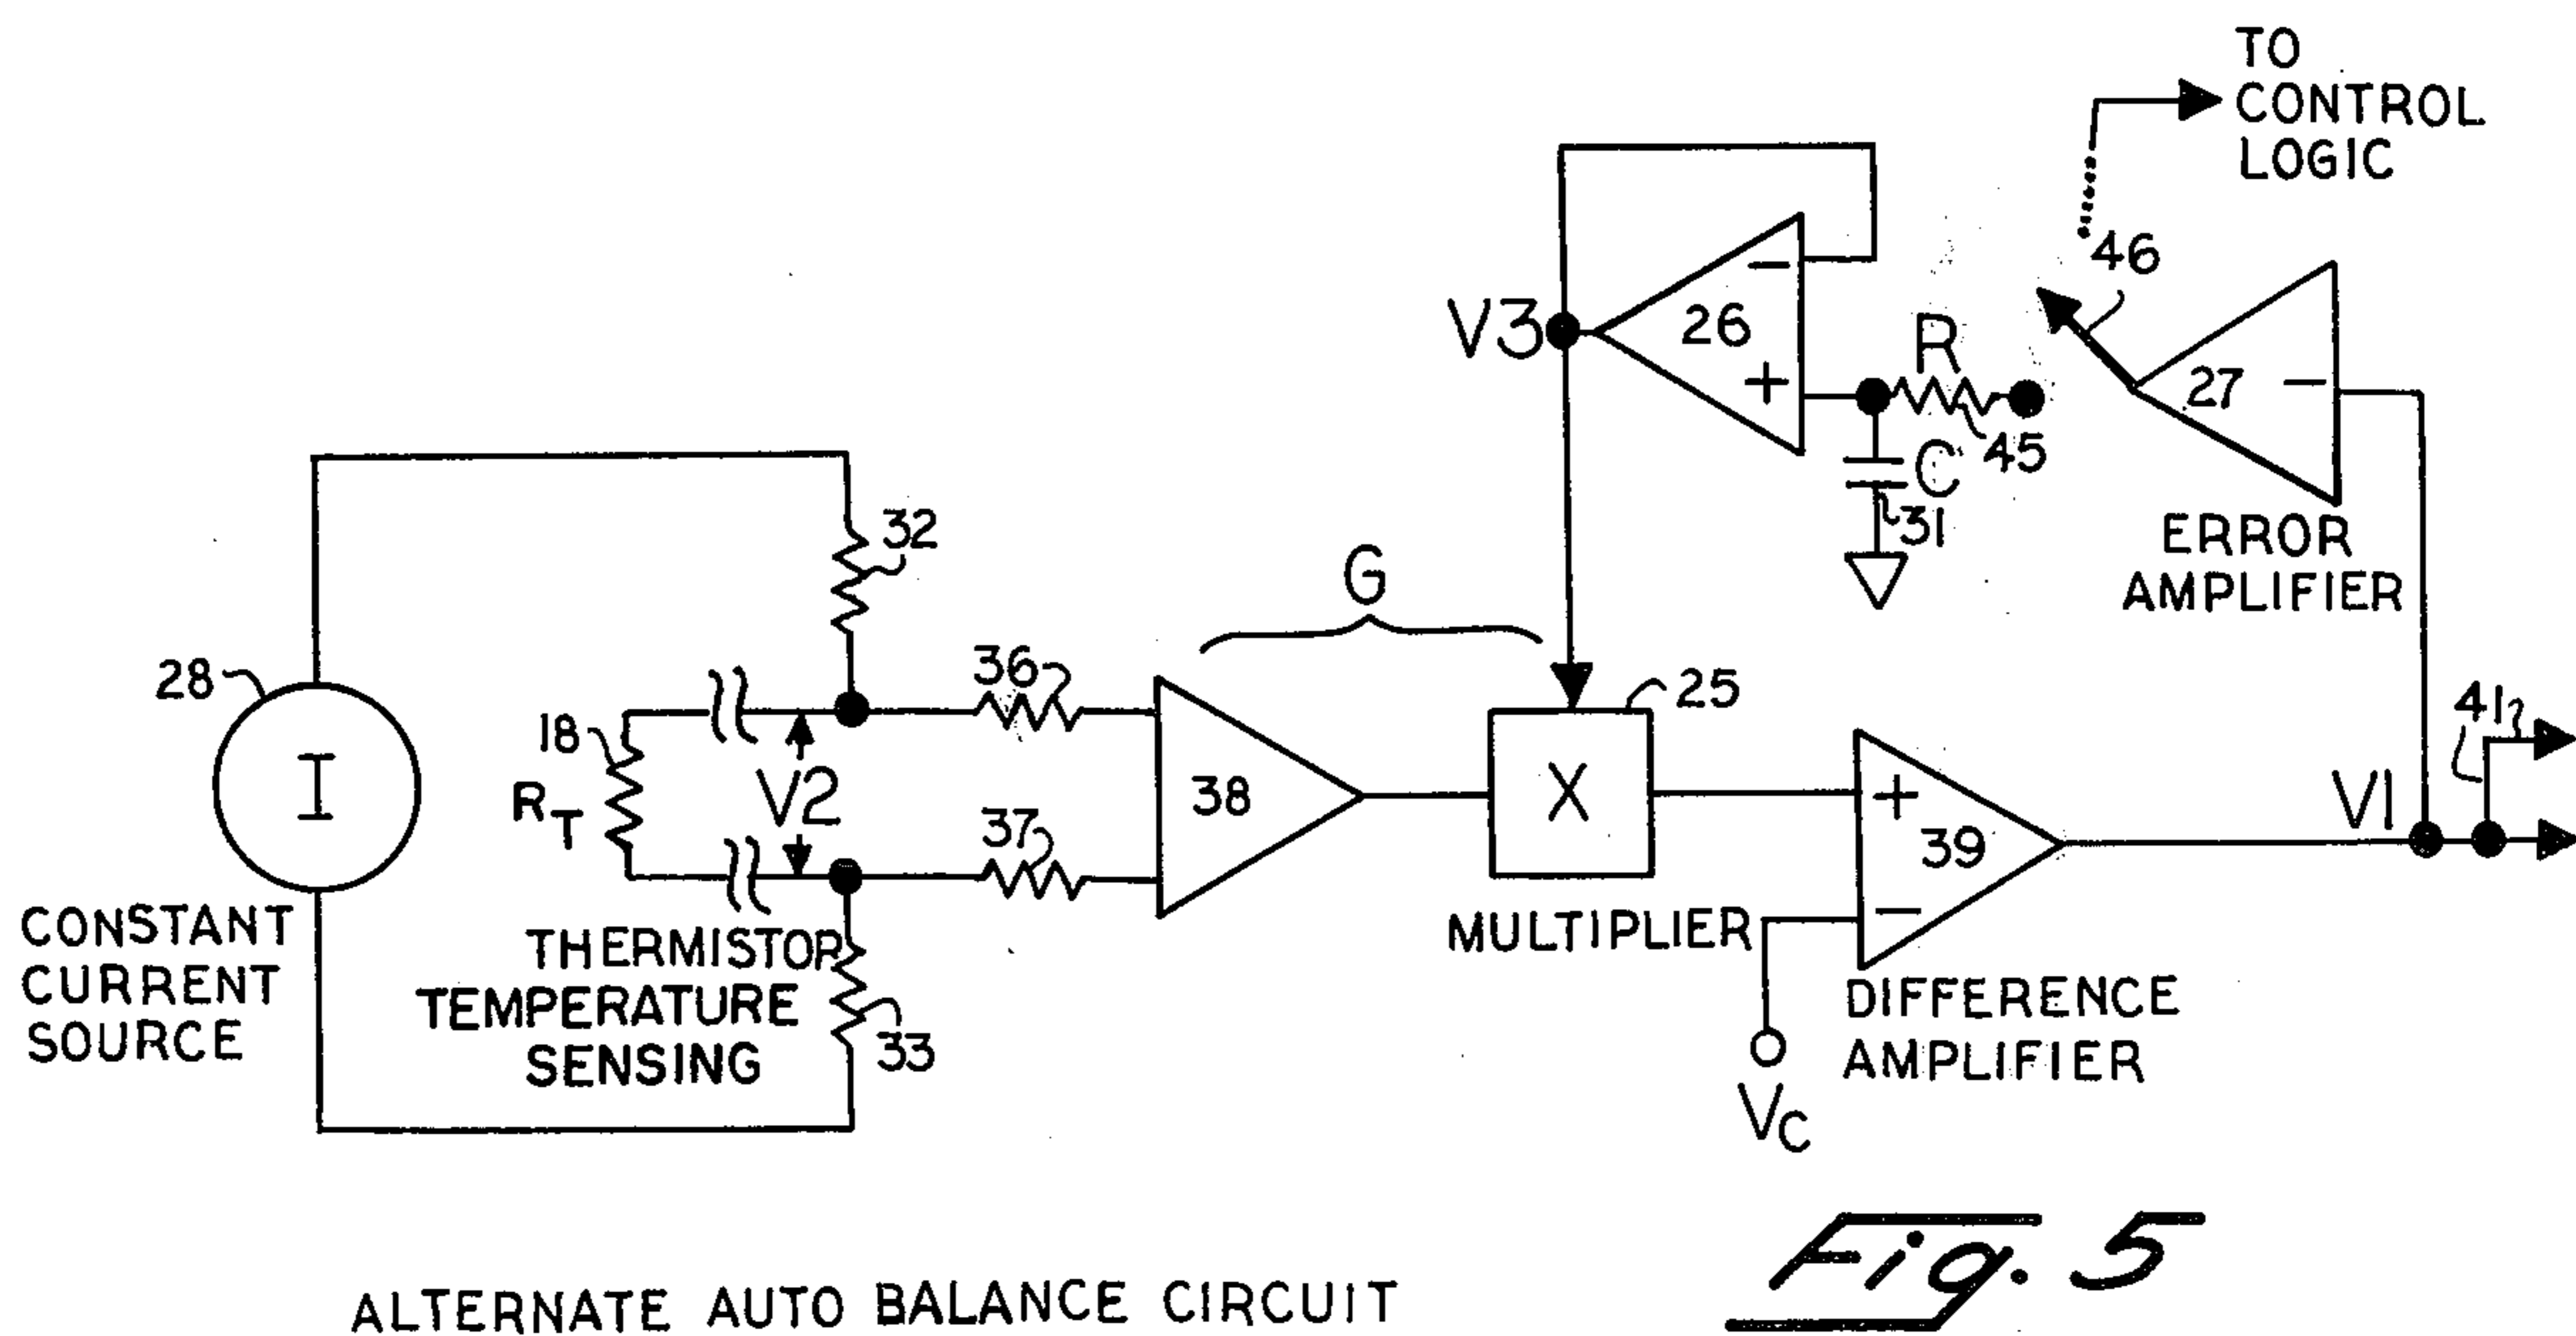 TO
CONTROL
LOGIC
46
V3
26
−
+
R
45
C
31
27
−
ERROR
AMPLIFIER
32
G
28
I
18
R_T
V2
36
37
38
25
X
MULTIPLIER
+
39
−
V1
41
CONSTANT
CURRENT
SOURCE
THERMISTOR
TEMPERATURE
SENSING
33
V_C
DIFFERENCE
AMPLIFIER
Fig. 5
ALTERNATE AUTO BALANCE CIRCUIT